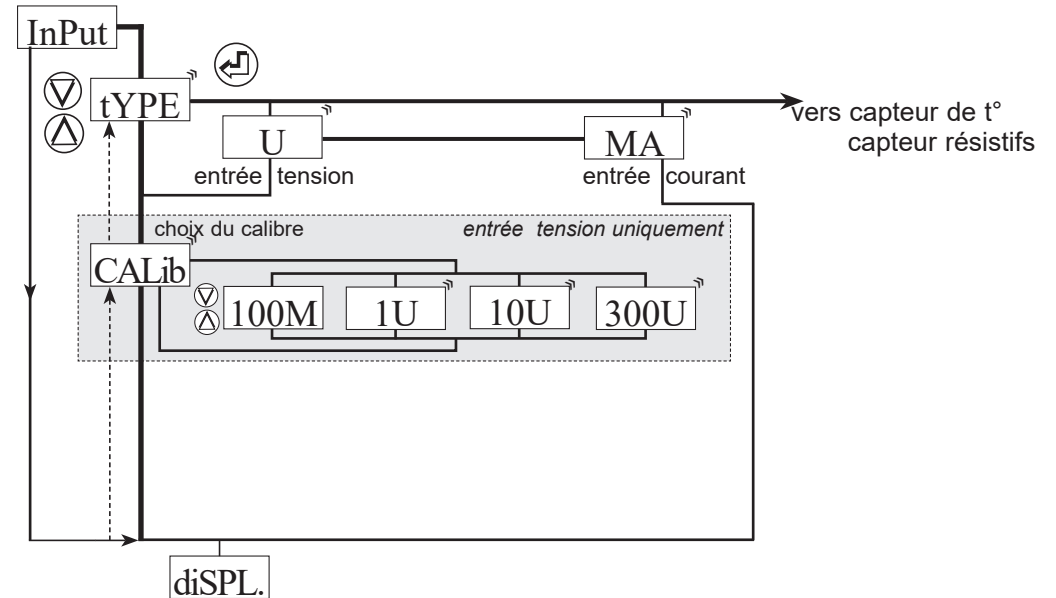 InPut
tYPE
vers capteur de t°
capteur résistifs
U
MA
entrée tension
entrée courant
choix du calibre
entrée tension uniquement
CALib
100M
1U
10U
300U
diSPL.